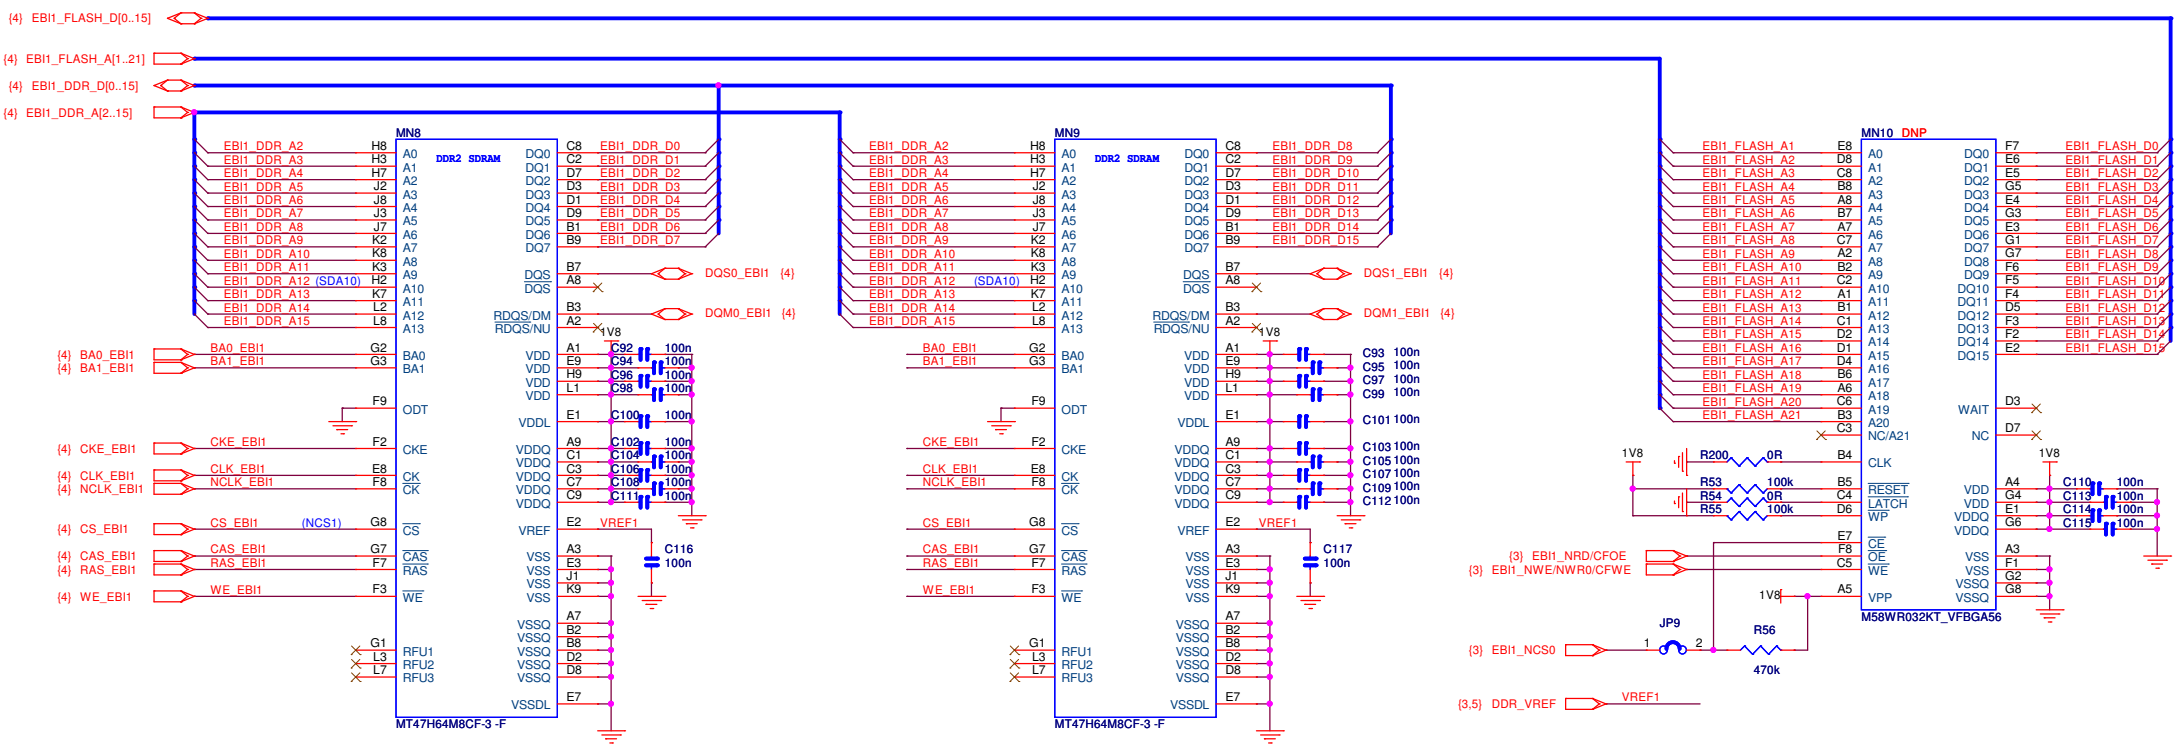 {4} EBI1_FLASH_D[0..15]
{4} EBI1_FLASH_A[1..21]
{4} EBI1_DDR_D[0..15]
{4} EBI1_DDR_A[2..15]
MN8
DDR2 SDRAM
EBI1_DDR_A2 H8 A0
EBI1_DDR_A3 H3 A1
EBI1_DDR_A4 H7 A2
EBI1_DDR_A5 J2 A3
EBI1_DDR_A6 J8 A4
EBI1_DDR_A7 J3 A5
EBI1_DDR_A8 J7 A6
EBI1_DDR_A9 K2 A7
EBI1_DDR_A10 K8 A8
EBI1_DDR_A11 K3 A9
EBI1_DDR_A12 (SDA10) H2 A10
EBI1_DDR_A13 K7 A11
EBI1_DDR_A14 L2 A12
EBI1_DDR_A15 L8 A13
{4} BA0_EBI1 BA0_EBI1 G2 BA0
{4} BA1_EBI1 BA1_EBI1 G3 BA1
F9 ODT
{4} CKE_EBI1 CKE_EBI1 F2 CKE
{4} CLK_EBI1 CLK_EBI1 E8 CK
{4} NCLK_EBI1 NCLK_EBI1 F8 CK
{4} CS_EBI1 CS_EBI1 (NCS1) G8 CS
{4} CAS_EBI1 CAS_EBI1 G7 CAS
{4} RAS_EBI1 RAS_EBI1 F7 RAS
{4} WE_EBI1 WE_EBI1 F3 WE
G1 RFU1
L3 RFU2
L7 RFU3
DQ0 C8 EBI1_DDR_D0
DQ1 C2 EBI1_DDR_D1
DQ2 D7 EBI1_DDR_D2
DQ3 D3 EBI1_DDR_D3
DQ4 D1 EBI1_DDR_D4
DQ5 D9 EBI1_DDR_D5
DQ6 B1 EBI1_DDR_D6
DQ7 B9 EBI1_DDR_D7
DQS B7 DQS0_EBI1 {4}
DQS A8
RDQS/DM B3 DQM0_EBI1 {4}
RDQS/NU A2
1V8
VDD A1 C92 100n
VDD E9 C94 100n
VDD H9 C96 100n
VDD L1 C98 100n
VDDL E1 C100 100n
VDDQ A9 C102 100n
VDDQ C1 C104 100n
VDDQ C3 C106 100n
VDDQ C7 C108 100n
VDDQ C9 C111 100n
VREF E2 VREF1
C116
100n
VSS A3
VSS E3
VSS J1
VSS K9
VSSQ A7
VSSQ B2
VSSQ B8
VSSQ D2
VSSQ D8
VSSDL E7
MT47H64M8CF-3 -F
MN9
DDR2 SDRAM
EBI1_DDR_A2 H8 A0
EBI1_DDR_A3 H3 A1
EBI1_DDR_A4 H7 A2
EBI1_DDR_A5 J2 A3
EBI1_DDR_A6 J8 A4
EBI1_DDR_A7 J3 A5
EBI1_DDR_A8 J7 A6
EBI1_DDR_A9 K2 A7
EBI1_DDR_A10 K8 A8
EBI1_DDR_A11 K3 A9
EBI1_DDR_A12 (SDA10) H2 A10
EBI1_DDR_A13 K7 A11
EBI1_DDR_A14 L2 A12
EBI1_DDR_A15 L8 A13
BA0_EBI1 G2 BA0
BA1_EBI1 G3 BA1
F9 ODT
CKE_EBI1 F2 CKE
CLK_EBI1 E8 CK
NCLK_EBI1 F8 CK
CS_EBI1 G8 CS
CAS_EBI1 G7 CAS
RAS_EBI1 F7 RAS
WE_EBI1 F3 WE
G1 RFU1
L3 RFU2
L7 RFU3
DQ0 C8 EBI1_DDR_D8
DQ1 C2 EBI1_DDR_D9
DQ2 D7 EBI1_DDR_D10
DQ3 D3 EBI1_DDR_D11
DQ4 D1 EBI1_DDR_D12
DQ5 D9 EBI1_DDR_D13
DQ6 B1 EBI1_DDR_D14
DQ7 B9 EBI1_DDR_D15
DQS B7 DQS1_EBI1 {4}
DQS A8
RDQS/DM B3 DQM1_EBI1 {4}
RDQS/NU A2
1V8
VDD A1 C93 100n
VDD E9 C95 100n
VDD H9 C97 100n
VDD L1 C99 100n
VDDL E1 C101 100n
VDDQ A9 C103 100n
VDDQ C1 C105 100n
VDDQ C3 C107 100n
VDDQ C7 C109 100n
VDDQ C9 C112 100n
VREF E2 VREF1
C117
100n
VSS A3
VSS E3
VSS J1
VSS K9
VSSQ A7
VSSQ B2
VSSQ B8
VSSQ D2
VSSQ D8
VSSDL E7
MT47H64M8CF-3 -F
MN10 DNP
EBI1_FLASH_A1 E8 A0
EBI1_FLASH_A2 D8 A1
EBI1_FLASH_A3 C8 A2
EBI1_FLASH_A4 B8 A3
EBI1_FLASH_A5 A8 A4
EBI1_FLASH_A6 B7 A5
EBI1_FLASH_A7 A7 A6
EBI1_FLASH_A8 C7 A7
EBI1_FLASH_A9 A2 A8
EBI1_FLASH_A10 B2 A9
EBI1_FLASH_A11 C2 A10
EBI1_FLASH_A12 A1 A11
EBI1_FLASH_A13 B1 A12
EBI1_FLASH_A14 C1 A13
EBI1_FLASH_A15 D2 A14
EBI1_FLASH_A16 D1 A15
EBI1_FLASH_A17 D4 A16
EBI1_FLASH_A18 B6 A17
EBI1_FLASH_A19 A6 A18
EBI1_FLASH_A20 C6 A19
EBI1_FLASH_A21 B3 A20
C3 NC/A21
R200 0R B4 CLK
1V8
R53 100k B5 RESET
R54 0R C4 LATCH
R55 100k D6 WP
E7 CE
{3} EBI1_NRD/CFOE F8 OE
{3} EBI1_NWE/NWR0/CFWE C5 WE
1V8 A5 VPP
DQ0 F7 EBI1_FLASH_D0
DQ1 E6 EBI1_FLASH_D1
DQ2 E5 EBI1_FLASH_D2
DQ3 G5 EBI1_FLASH_D3
DQ4 E4 EBI1_FLASH_D4
DQ5 G3 EBI1_FLASH_D5
DQ6 E3 EBI1_FLASH_D6
DQ7 G1 EBI1_FLASH_D7
DQ8 G7 EBI1_FLASH_D8
DQ9 F6 EBI1_FLASH_D9
DQ10 F5 EBI1_FLASH_D10
DQ11 F4 EBI1_FLASH_D11
DQ12 D5 EBI1_FLASH_D12
DQ13 F3 EBI1_FLASH_D13
DQ14 F2 EBI1_FLASH_D14
DQ15 E2 EBI1_FLASH_D15
WAIT D3
NC D7
1V8
VDD A4 C110 100n
VDD G4 C113 100n
VDDQ E1 C114 100n
VDDQ G6 C115 100n
VSS A3
VSS F1
VSSQ G2
VSSQ G8
M58WR032KT_VFBGA56
JP9
{3} EBI1_NCS0 1 2
R56
470k
{3,5} DDR_VREF VREF1